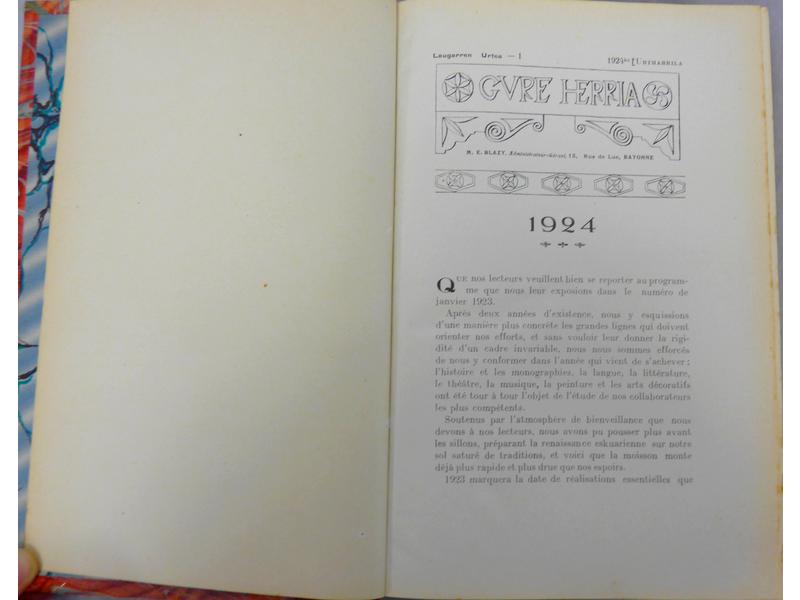 Laugarren Urtea — 1
1924ko Urtharrila
GVRE HERRIA
M. E. BLAZY, Administrateur-Gérant, 15, Rue de Luc, BAYONNE
1924
QUE nos lecteurs veuillent bien se reporter au program-
me que nous leur exposions dans le numéro de
janvier 1923.
Après deux années d'existence, nous y esquissions
d'une manière plus concrète les grandes lignes qui doivent
orienter nos efforts, et sans vouloir leur donner la rigi-
dité d'un cadre invariable, nous nous sommes efforcés
de nous y conformer dans l'année qui vient de s'achever ;
l'histoire et les monographies, la langue, la littérature,
le théâtre, la musique, la peinture et les arts décoratifs
ont été tour à tour l'objet de l'étude de nos collaborateurs
les plus compétents.
Soutenus par l'atmosphère de bienveillance que nous
devons à nos lecteurs, nous avons pu pousser plus avant
les sillons, préparant la renaissance eskuarienne sur notre
sol saturé de traditions, et voici que la moisson monte
déjà plus rapide et plus drue que nos espoirs.
1923 marquera la date de réalisations essentielles que